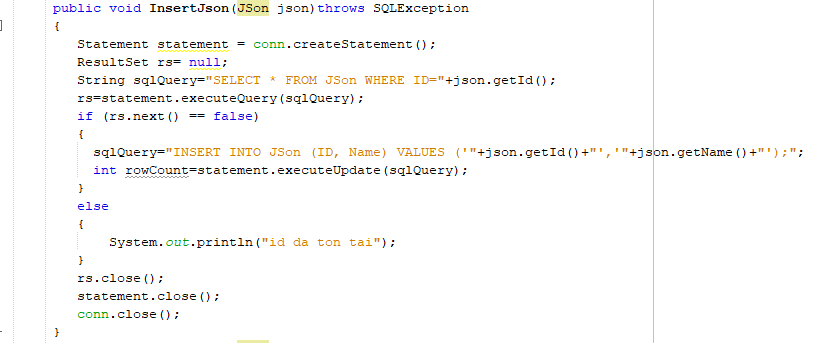 public void InsertJson(JSon json)throws SQLException
{
Statement statement = conn.createStatement();
ResultSet rs= null;
String sqlQuery="SELECT * FROM JSon WHERE ID="+json.getId();
rs=statement.executeQuery(sqlQuery);
if (rs.next() == false)
{
sqlQuery="INSERT INTO JSon (ID, Name) VALUES ('"+json.getId()+"','"+json.getName()+"');";
int rowCount=statement.executeUpdate(sqlQuery);
}
else
{
System.out.println("id da ton tai");
}
rs.close();
statement.close();
conn.close();
}